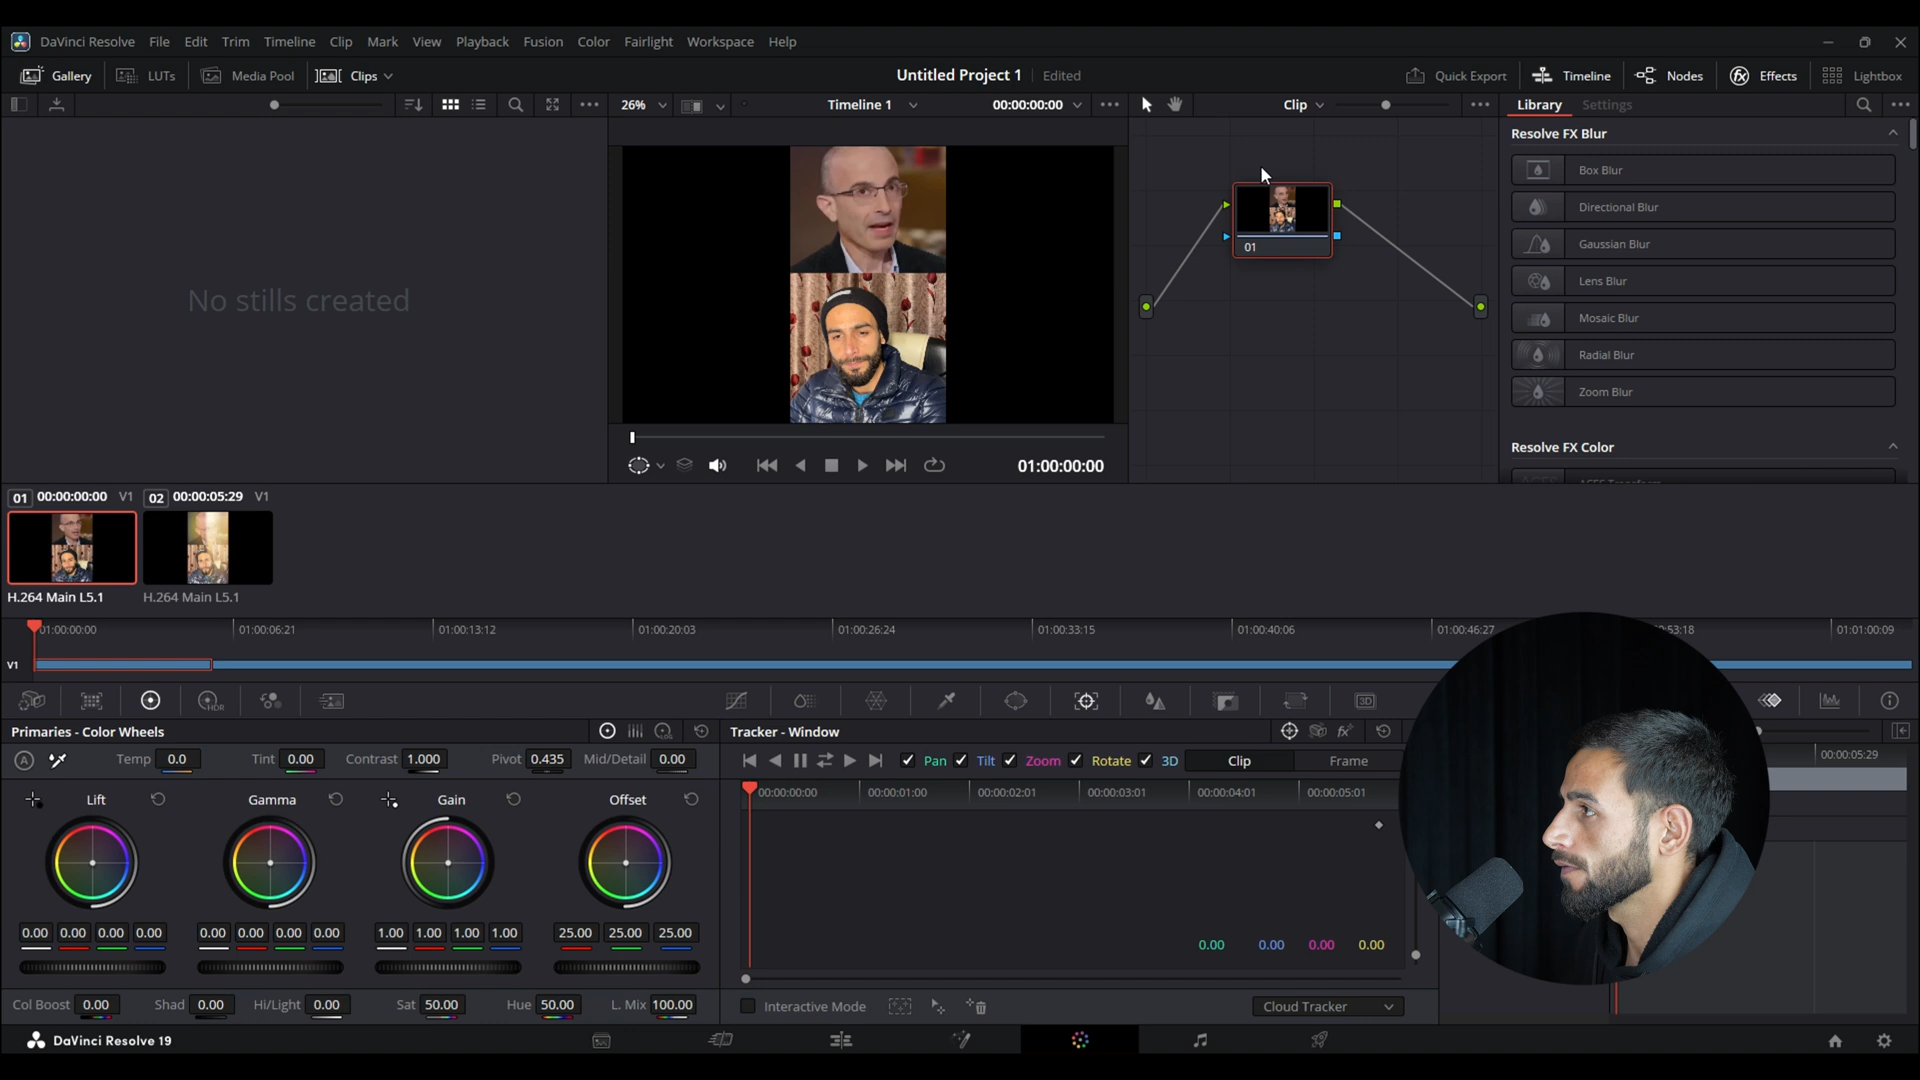 DaVinci Resolve File Edit Trim Timeline Clip Mark View Playback Fusion Color Fairlight Workspace Help
Gallery LUTs Media Pool Clips Untitled Project 1 Edited Quick Export Timeline Nodes Effects Lightbox
26% Timeline 1 00:00:00:00 Clip Library Settings
Resolve FX Blur
Box Blur
Directional Blur
Gaussian Blur
Lens Blur
Mosaic Blur
Radial Blur
Zoom Blur
Resolve FX Color
01
No stills created
01:00:00:00
01 00:00:00:00 V1 02 00:00:05:29 V1
H.264 Main L5.1 H.264 Main L5.1
01:00:00:00 01:00:06:21 01:00:13:12 01:00:20:03 01:00:26:24 01:00:33:15 01:00:40:06 01:00:46:27 53:18 01:01:00:09
V1
HDR 3D
Primaries - Color Wheels LOG Tracker - Window
A Temp 0.0 Tint 0.00 Contrast 1.000 Pivot 0.435 Mid/Detail 0.00 Pan Tilt Zoom Rotate 3D Clip Frame 00:00:05:29
00:00:00:00 00:00:01:00 00:00:02:01 00:00:03:01 00:00:04:01 00:00:05:01
Lift Gamma Gain Offset
0.00 0.00 0.00 0.00 0.00 0.00 0.00 0.00 1.00 1.00 1.00 1.00 25.00 25.00 25.00
0.00 0.00 0.00 0.00
Col Boost 0.00 Shad 0.00 Hi/Light 0.00 Sat 50.00 Hue 50.00 L. Mix 100.00 Interactive Mode Cloud Tracker
DaVinci Resolve 19